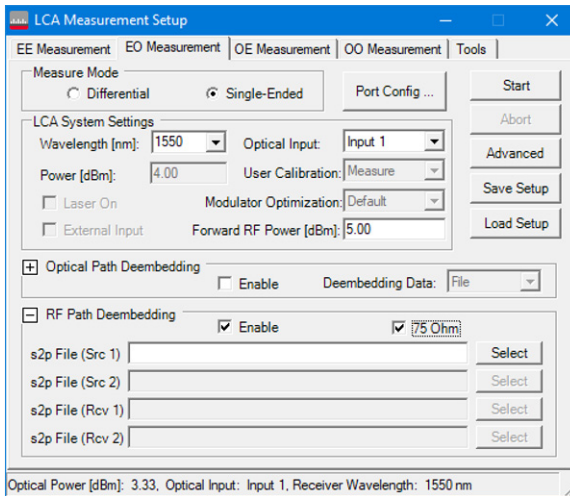 LCA Measurement Setup
EE Measurement EO Measurement OE Measurement OO Measurement Tools
Measure Mode
Differential Single-Ended Port Config ... Start
LCA System Settings Abort
Wavelength [nm]: 1550 Optical Input: Input 1 Advanced
Power [dBm]: 4.00 User Calibration: Measure Save Setup
Laser On Modulator Optimization: Default
External Input Forward RF Power [dBm]: 5.00 Load Setup
Optical Path Deembedding
Enable Deembedding Data: File
RF Path Deembedding
Enable 75 Ohm
s2p File (Src 1) Select
s2p File (Src 2) Select
s2p File (Rcv 1) Select
s2p File (Rcv 2) Select
Optical Power [dBm]: 3.33, Optical Input: Input 1, Receiver Wavelength: 1550 nm